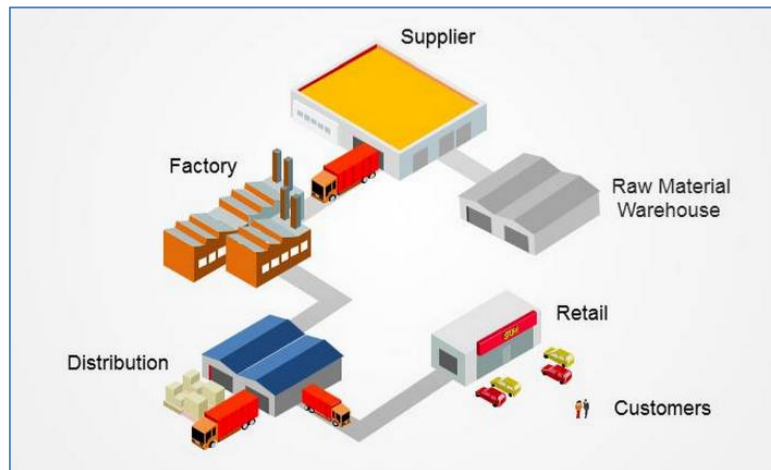 Supplier
Factory
Raw Material
Warehouse
Retail
Distribution
Customers